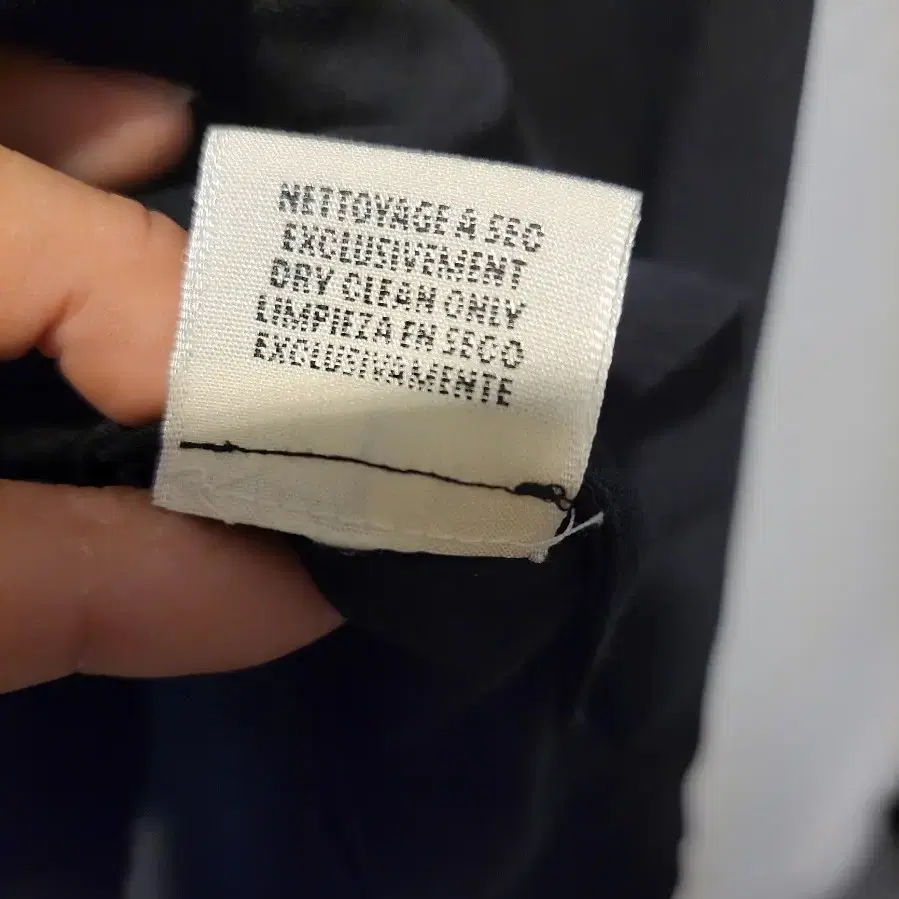 NETTOYAGE A SEC
EXCLUSIVEMENT
DRY CLEAN ONLY
LIMPIEZA EN SECO
EXCLUSIVAMENTE